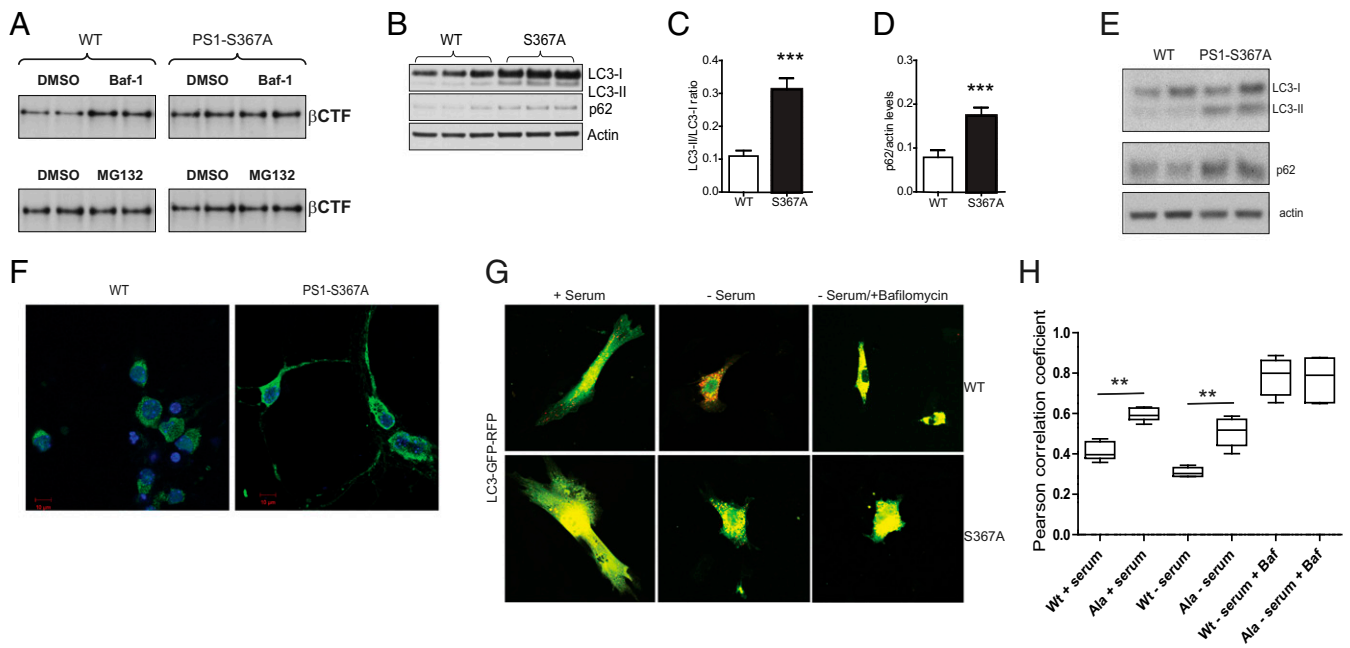 A
WT
PS1-S367A
DMSO Baf-1
DMSO Baf-1
βCTF
DMSO MG132
DMSO MG132
βCTF
B
WT
S367A
LC3-I
LC3-II
p62
Actin
C
***
LC3-II/LC3-I ratio
0.4
0.3
0.2
0.1
0.0
WT
S367A
D
***
p62/actin levels
0.3
0.2
0.1
0.0
WT
S367A
E
WT PS1-S367A
LC3-I
LC3-II
p62
actin
F
WT
PS1-S367A
10 μm
10 μm
G
+ Serum
- Serum
- Serum/+Bafilomycin
LC3-GFP-RFP
WT
S367A
H
Pearson correlation coeficient
1.0
0.8
0.6
0.4
0.2
0.0
**
**
Wt + serum
Ala + serum
Wt - serum
Ala - serum
Wt - serum + Baf
Ala - serum + Baf